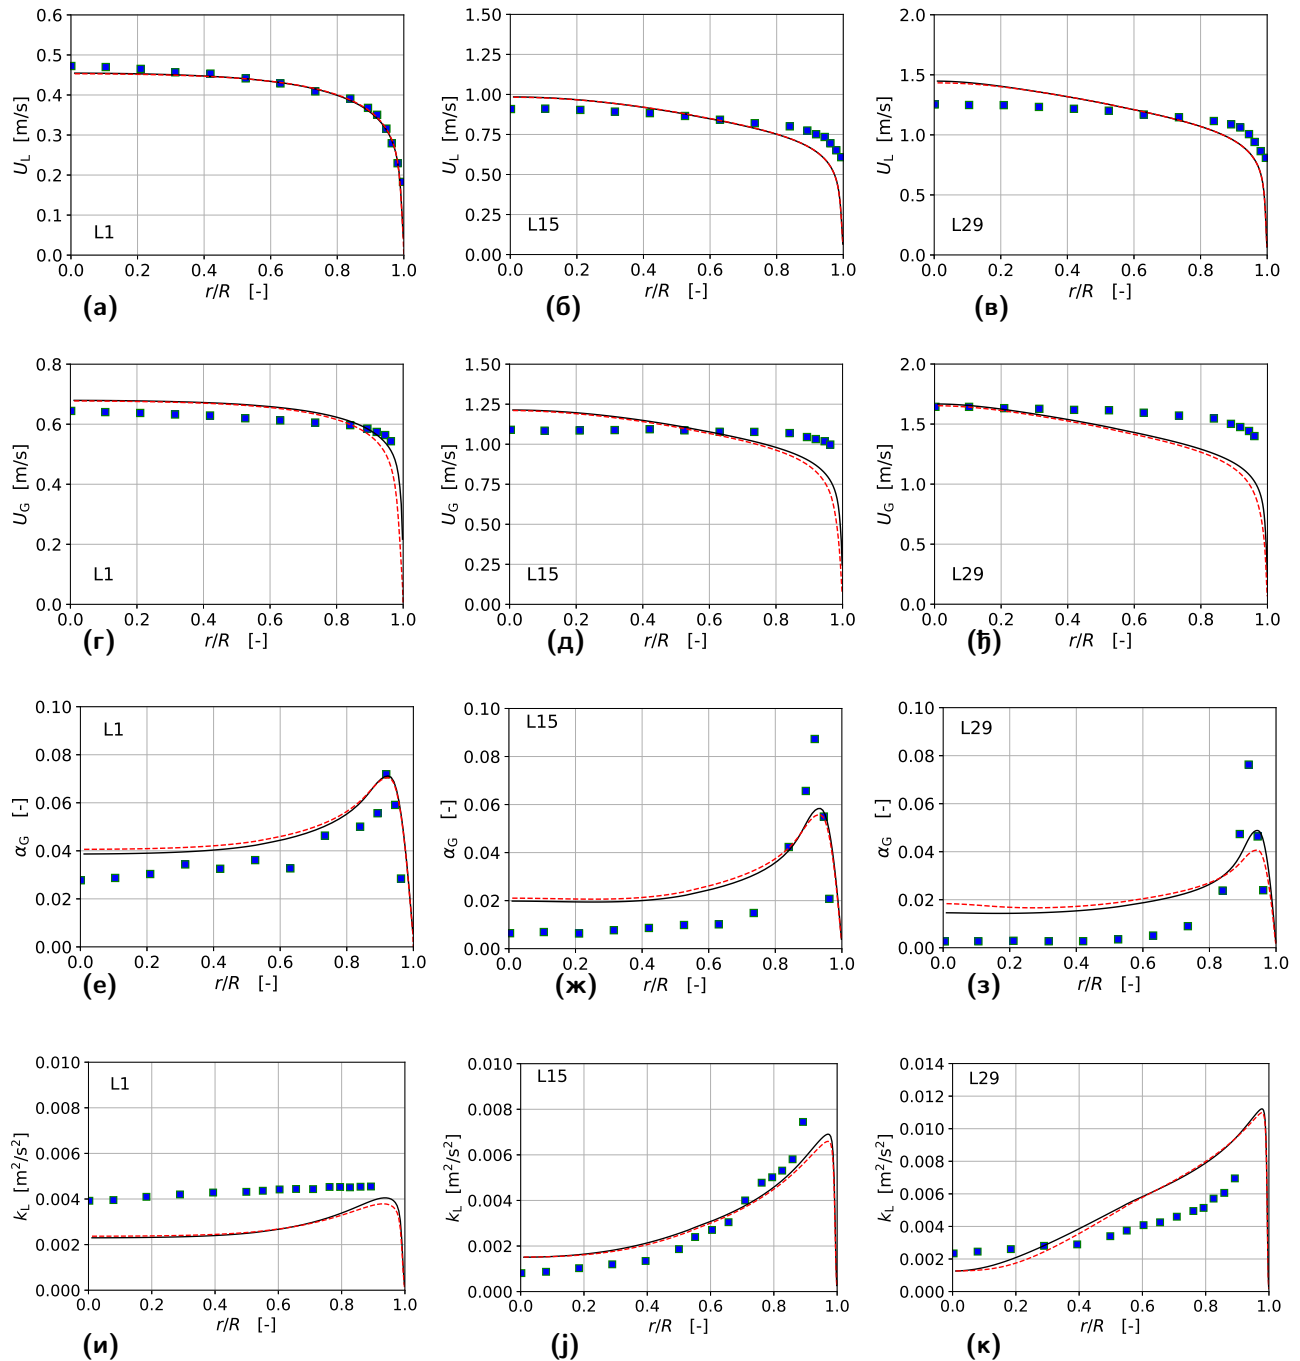 0.6
0.5
0.4
0.3
0.2
0.1
0.0
U_L [m/s]
L1
0.0 0.2 0.4 0.6 0.8 1.0
r/R [-]
(а)
1.50
1.25
1.00
0.75
0.50
0.25
0.00
U_L [m/s]
L15
0.0 0.2 0.4 0.6 0.8 1.0
r/R [-]
(б)
2.0
1.5
1.0
0.5
0.0
U_L [m/s]
L29
0.0 0.2 0.4 0.6 0.8 1.0
r/R [-]
(в)
0.8
0.6
0.4
0.2
0.0
U_G [m/s]
L1
0.0 0.2 0.4 0.6 0.8 1.0
r/R [-]
(г)
1.50
1.25
1.00
0.75
0.50
0.25
0.00
U_G [m/s]
L15
0.0 0.2 0.4 0.6 0.8 1.0
r/R [-]
(д)
2.0
1.5
1.0
0.5
0.0
U_G [m/s]
L29
0.0 0.2 0.4 0.6 0.8 1.0
r/R [-]
(ђ)
0.10
0.08
0.06
0.04
0.02
0.00
α_G [-]
L1
0.0 0.2 0.4 0.6 0.8 1.0
r/R [-]
(е)
0.10
0.08
0.06
0.04
0.02
0.00
α_G [-]
L15
0.0 0.2 0.4 0.6 0.8 1.0
r/R [-]
(ж)
0.10
0.08
0.06
0.04
0.02
0.00
α_G [-]
L29
0.0 0.2 0.4 0.6 0.8 1.0
r/R [-]
(з)
0.010
0.008
0.006
0.004
0.002
0.000
k_L [m²/s²]
L1
0.0 0.2 0.4 0.6 0.8 1.0
r/R [-]
(и)
0.010
0.008
0.006
0.004
0.002
0.000
k_L [m²/s²]
L15
0.0 0.2 0.4 0.6 0.8 1.0
r/R [-]
(ј)
0.014
0.012
0.010
0.008
0.006
0.004
0.002
0.000
k_L [m²/s²]
L29
0.0 0.2 0.4 0.6 0.8 1.0
r/R [-]
(к)